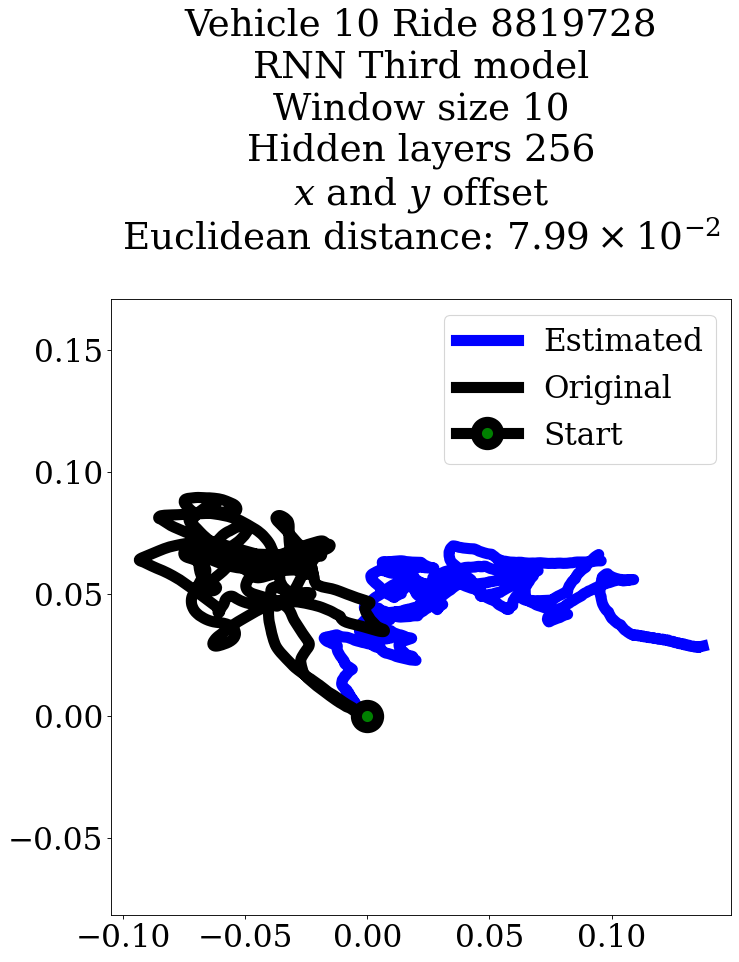 Vehicle 10 Ride 8819728
RNN Third model
Window size 10
Hidden layers 256
x and y offset
Euclidean distance: 7.99 × 10⁻²
Estimated
Original
Start
0.15
0.10
0.05
0.00
−0.05
−0.10 −0.05 0.00 0.05 0.10